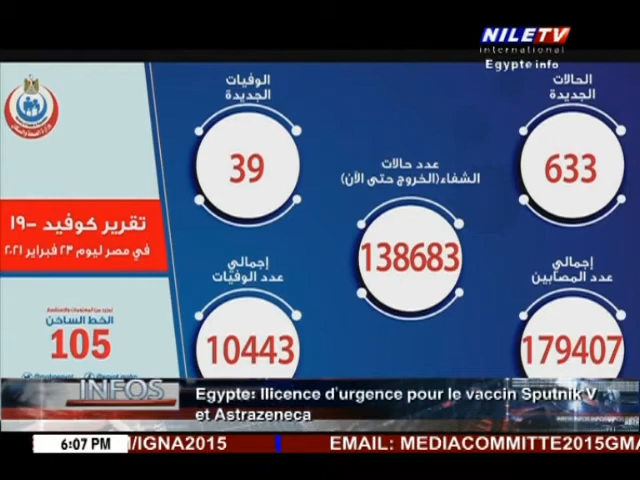 NILE TV
international
Egypte info
الوفيات
الجديدة
39
الحالات
الجديدة
633
عدد حالات
الشفاء(الخروج حتى الآن)
138683
تقرير كوفيد -١٩
في مصر ليوم ٢٣ فبراير ٢٠٢١
إجمالي
عدد الوفيات
10443
إجمالي
عدد المصابين
179407
الخط الساخن
105
INFOS
Egypte: llicence d'urgence pour le vaccin Sputnik V
et Astrazeneca
6:07 PM
M/IGNA2015
EMAIL: MEDIACOMMITTE2015GMA